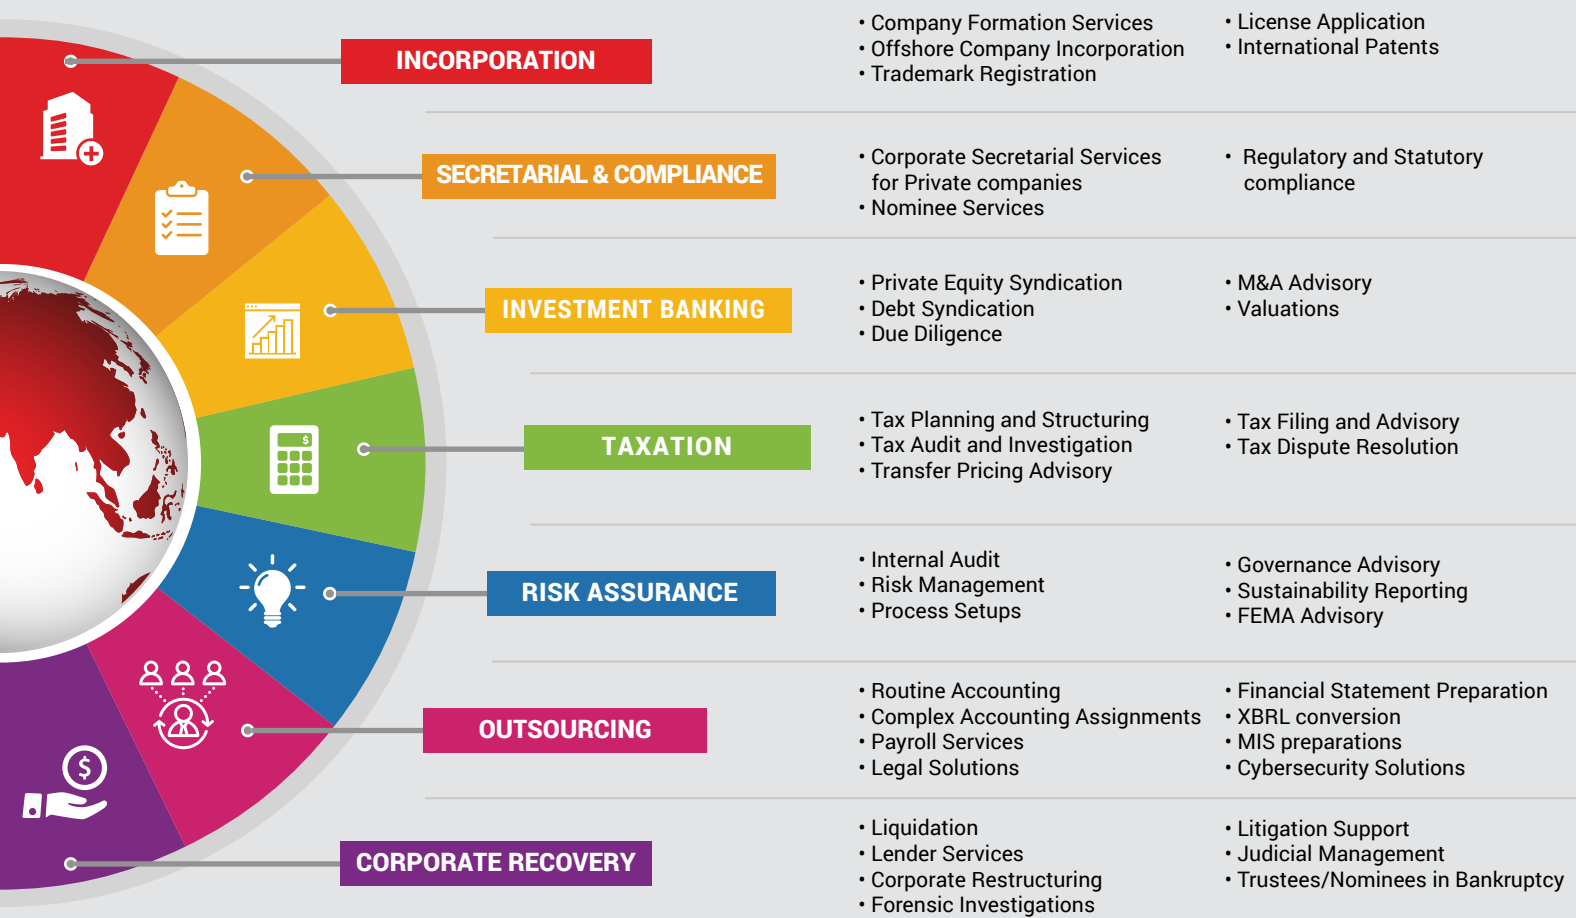 INCORPORATION
• Company Formation Services
• Offshore Company Incorporation
• Trademark Registration
• License Application
• International Patents
SECRETARIAL & COMPLIANCE
• Corporate Secretarial Services
for Private companies
• Nominee Services
• Regulatory and Statutory
compliance
INVESTMENT BANKING
• Private Equity Syndication
• Debt Syndication
• Due Diligence
• M&A Advisory
• Valuations
$
TAXATION
• Tax Planning and Structuring
• Tax Audit and Investigation
• Transfer Pricing Advisory
• Tax Filing and Advisory
• Tax Dispute Resolution
RISK ASSURANCE
• Internal Audit
• Risk Management
• Process Setups
• Governance Advisory
• Sustainability Reporting
• FEMA Advisory
OUTSOURCING
• Routine Accounting
• Complex Accounting Assignments
• Payroll Services
• Legal Solutions
• Financial Statement Preparation
• XBRL conversion
• MIS preparations
• Cybersecurity Solutions
$
CORPORATE RECOVERY
• Liquidation
• Lender Services
• Corporate Restructuring
• Forensic Investigations
• Litigation Support
• Judicial Management
• Trustees/Nominees in Bankruptcy